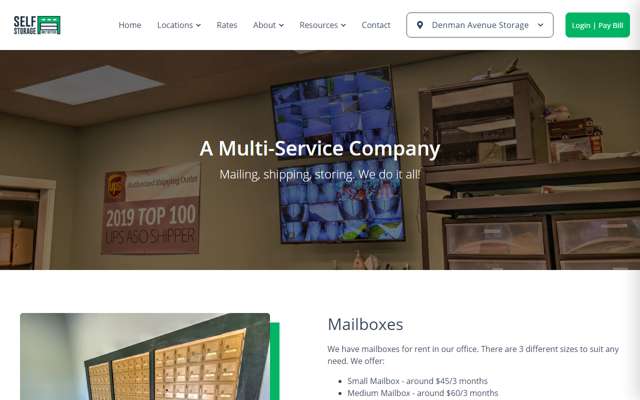 SELF
STORAGE
Home
Locations
Rates
About
Resources
Contact
Denman Avenue Storage
Login | Pay Bill
A Multi-Service Company
Mailing, shipping, storing. We do it all!
ups Authorized Shipping Outlet
2019 TOP 100
UPS ASO SHIPPER
Mailboxes
We have mailboxes for rent in our office. There are 3 different sizes to suit any
need. We offer:
Small Mailbox - around $45/3 months
Medium Mailbox - around $60/3 months